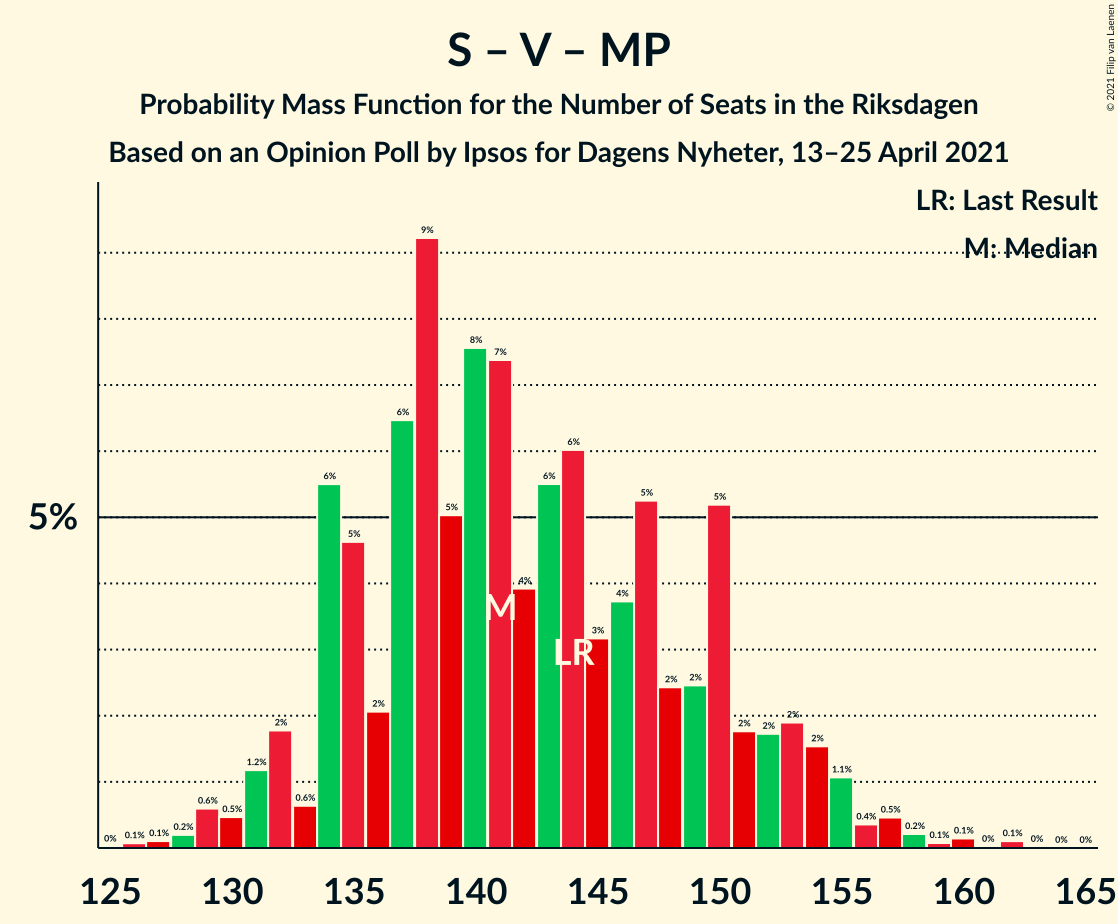 S – V – MP
Probability Mass Function for the Number of Seats in the Riksdagen
Based on an Opinion Poll by Ipsos for Dagens Nyheter, 13–25 April 2021
© 2021 Filip van Laenen
LR: Last Result
M: Median
5%
0% 0.1% 0.1% 0.2% 0.6% 0.5% 1.2% 2% 0.6% 6% 5% 2% 6% 9% 5% 8% 7% 4% 6% 6% 3% 4% 5% 2% 2% 5% 2% 2% 2% 2% 1.1% 0.4% 0.5% 0.2% 0.1% 0.1% 0% 0.1% 0% 0% 0%
M
LR
125 130 135 140 145 150 155 160 165